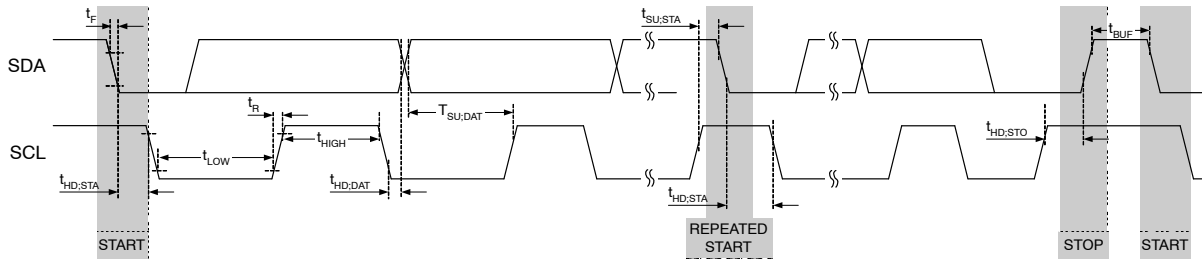 tF
tSU;STA
tBUF
SDA
tR
TSU;DAT
SCL
tHIGH
tLOW
tHD;STO
tHD;STA
tHD;DAT
tHD;STA
START
REPEATED
START
STOP
START